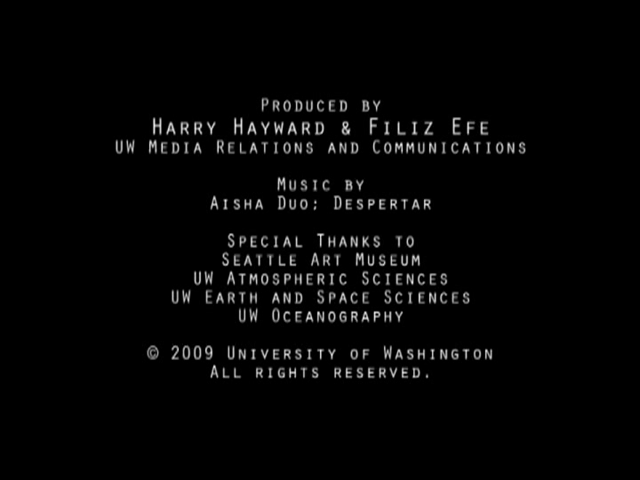 PRODUCED BY
HARRY HAYWARD & FILIZ EFE
UW MEDIA RELATIONS AND COMMUNICATIONS
MUSIC BY
AISHA DUO; DESPERTAR
SPECIAL THANKS TO
SEATTLE ART MUSEUM
UW ATMOSPHERIC SCIENCES
UW EARTH AND SPACE SCIENCES
UW OCEANOGRAPHY
© 2009 UNIVERSITY OF WASHINGTON
ALL RIGHTS RESERVED.